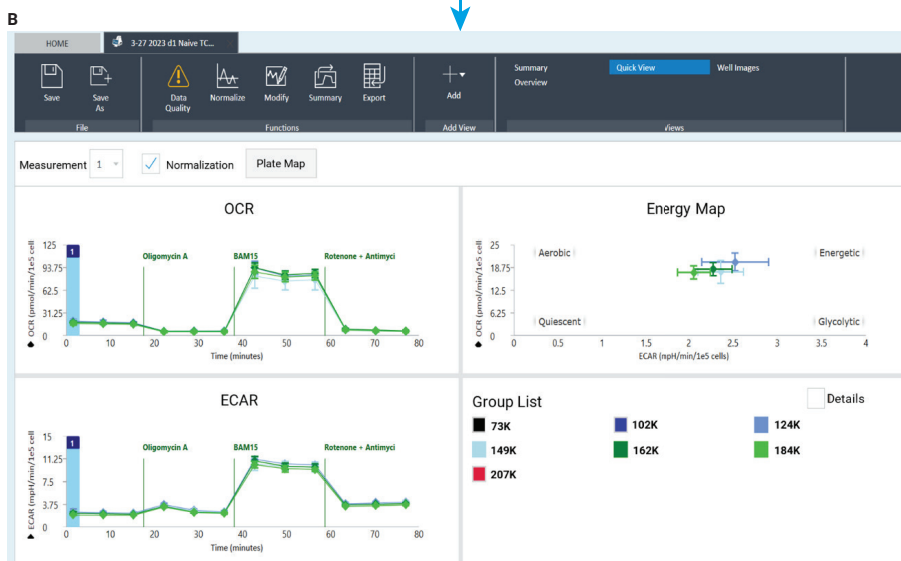 B
HOME
3-27 2023 d1 Naive TC...
Save
Save As
Data Quality
Normalize
Modify
Summary
Export
Add
Summary
Quick View
Well Images
Overview
File
Functions
Add View
Views
Measurement 1
Normalization
Plate Map
OCR
OCR (pmol/min/1e5 cell
125
93.75
62.5
31.25
0
1
Oligomycin A
BAM15
Rotenone + Antimyci
0 10 20 30 40 50 60 70 80
Time (minutes)
Energy Map
OCR (pmol/min/1e5 cell
25
18.75
12.5
6.25
0
Aerobic
Energetic
Quiescent
Glycolytic
0 0.5 1 1.5 2 2.5 3 3.5 4
ECAR (mpH/min/1e5 cells)
ECAR
ECAR (mpH/min/1e5 cell
15
11.25
7.5
3.75
0
1
Oligomycin A
BAM15
Rotenone + Antimyci
0 10 20 30 40 50 60 70 80
Time (minutes)
Group List
Details
73K
102K
124K
149K
162K
184K
207K